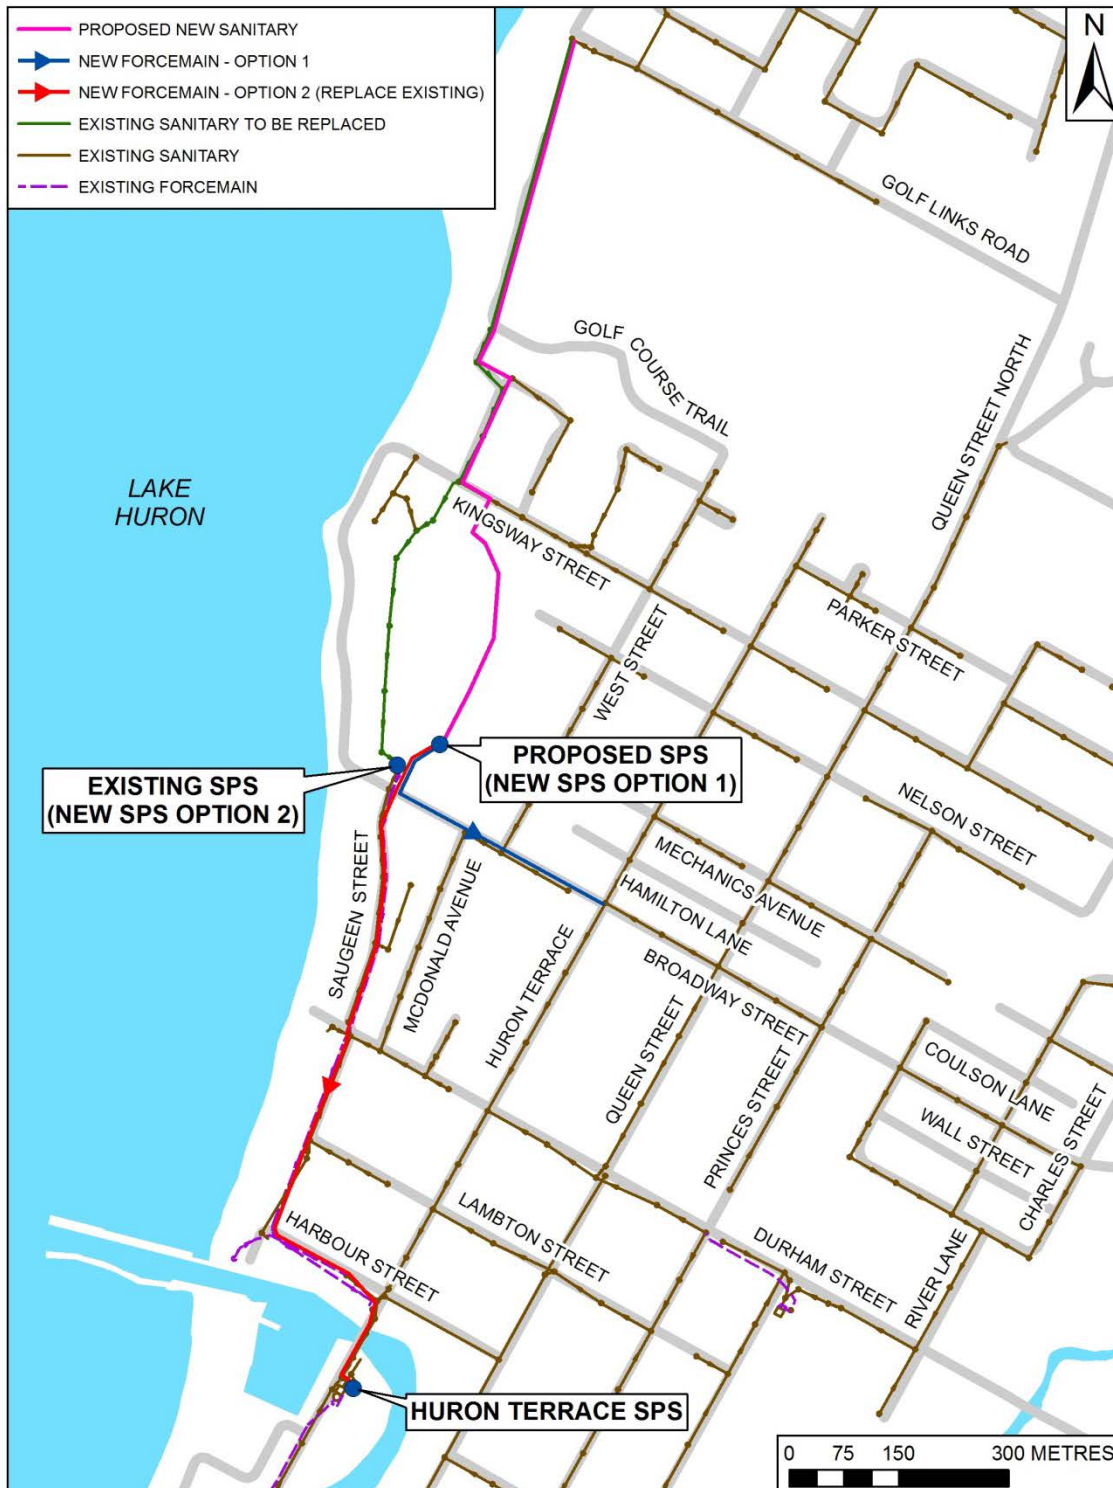 PROPOSED NEW SANITARY
NEW FORCEMAIN - OPTION 1
NEW FORCEMAIN - OPTION 2 (REPLACE EXISTING)
EXISTING SANITARY TO BE REPLACED
EXISTING SANITARY
EXISTING FORCEMAIN
N
GOLF LINKS ROAD
GOLF COURSE TRAIL
QUEEN STREET NORTH
LAKE
HURON
KINGSWAY STREET
PARKER STREET
WEST STREET
EXISTING SPS
(NEW SPS OPTION 2)
PROPOSED SPS
(NEW SPS OPTION 1)
NELSON STREET
MECHANICS AVENUE
HAMILTON LANE
SAUGEEN STREET
MCDONALD AVENUE
BROADWAY STREET
HURON TERRACE
QUEEN STREET
PRINCES STREET
COULSON LANE
WALL STREET
CHARLES STREET
HARBOUR STREET
LAMBTON STREET
DURHAM STREET
RIVER LANE
HURON TERRACE SPS
0 75 150 300 METRES